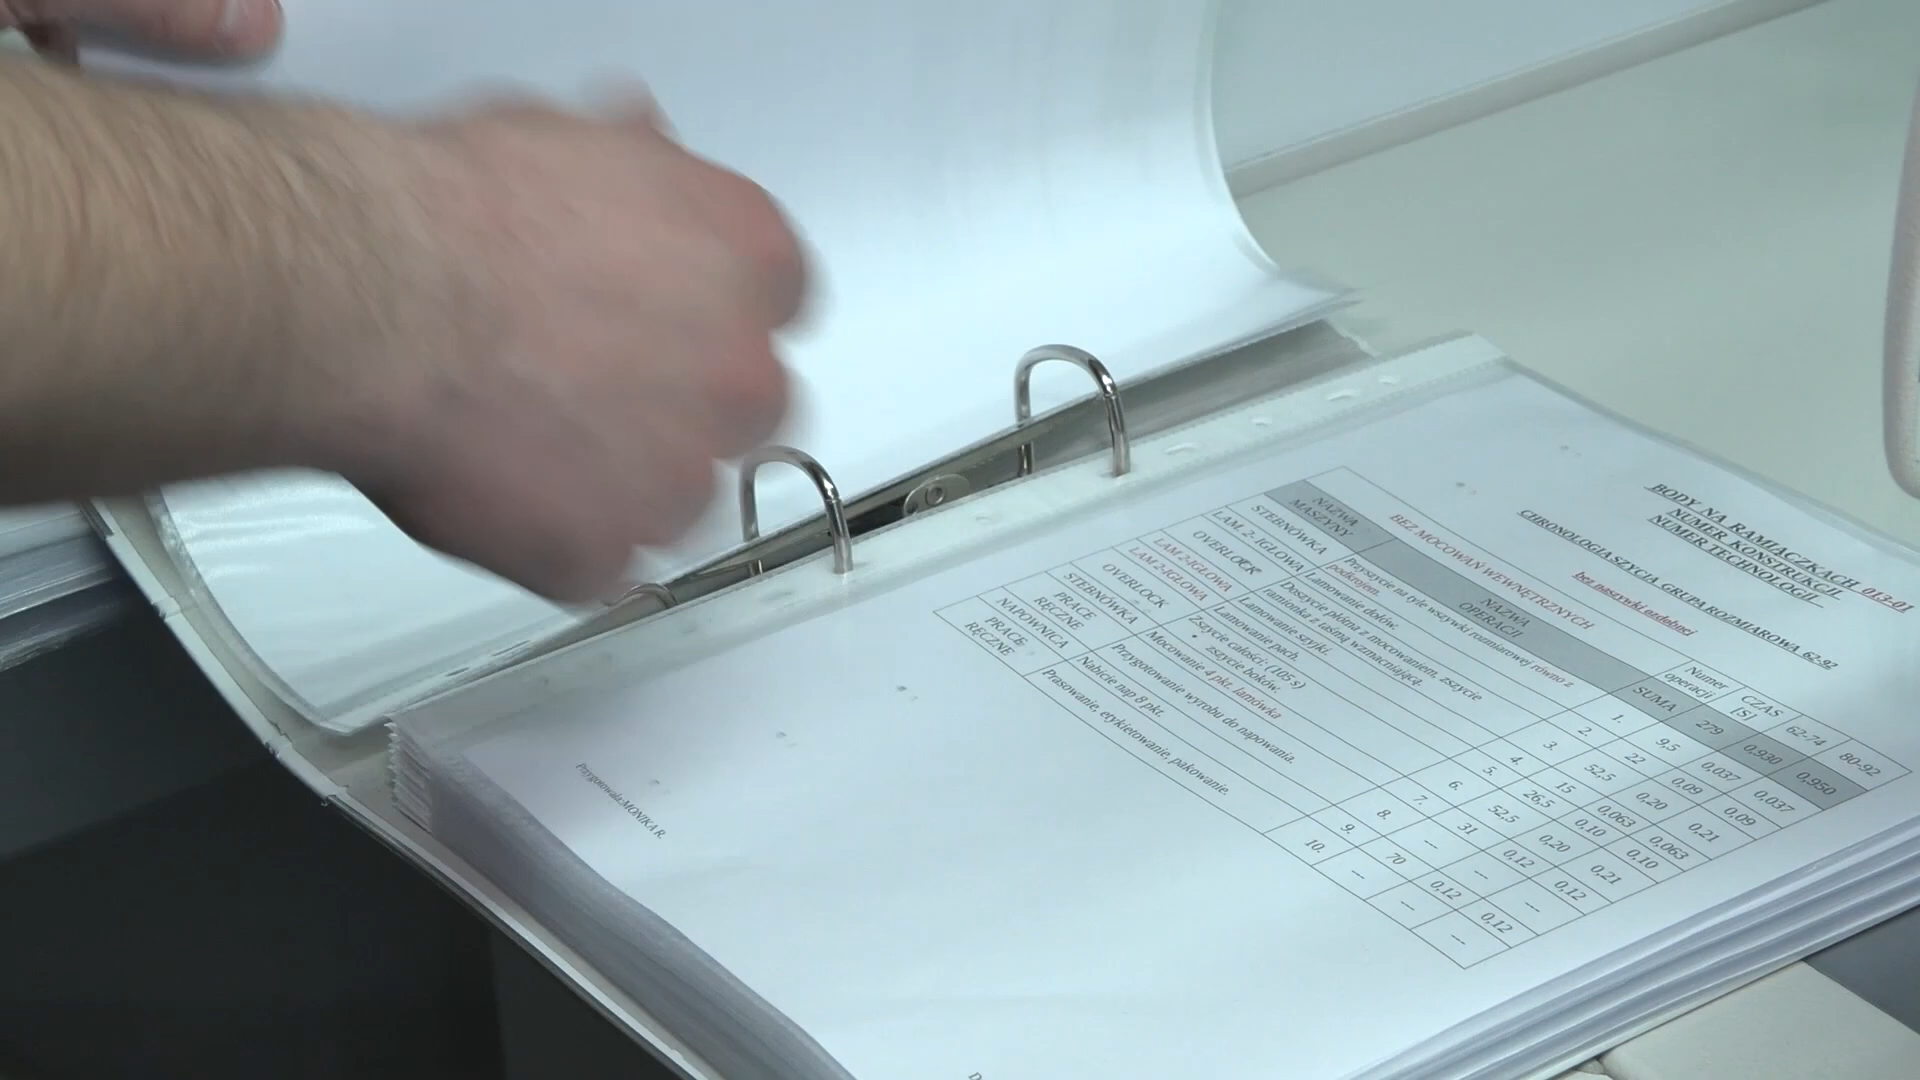 BODY NA RAMIĄCZKACH 013-01
NUMER KONSTRUKCJI
NUMER TECHNOLOGII
CHRONOLOGIA SZYCIA GRUPA ROZMIAROWA 62-92
bez naszywki ozdobnej
BEZ MOCOWAŃ WEWNĘTRZNYCH
Numer operacji CZAS [S] 62-74 80-92
NAZWA MASZYNY NAZWA OPERACJI SUMA 279 0,930 0,950
STEBNÓWKA Przyszycie na tyle wszywki rozmiarowej równo z podkrojem. 1. 9,5 0,037 0,037
LAM. 2-IGŁOWA Lamowanie dołów. 2. 22 0,09 0,09
OVERLOCK Doszycie płótna z mocowaniem, zszycie ramionka z taśmą wzmacniającą. 3. 52,5 0,20 0,21
LAM 2-IGŁOWA Lamowanie szyjki. 4. 15 0,063 0,063
LAM 2-IGŁOWA Lamowanie pach. 5. 26,5 0,10 0,10
OVERLOCK Zszycie całości: (105 s)
• zszycie boków. 6. 52,5 0,20 0,21
STEBNÓWKA Mocowanie 4 pkt. lamówka 7. 31 0,12 0,12
PRACE RĘCZNE Przygotowanie wyrobu do napowania. 8. --- --- ---
NAPOWNICA Nabicie nap 8 pkt. 9. 70 0,12 0,12
PRACE RĘCZNE Prasowanie, etykietowanie, pakowanie. 10. --- --- ---
Przygotowała: MONIKA R.